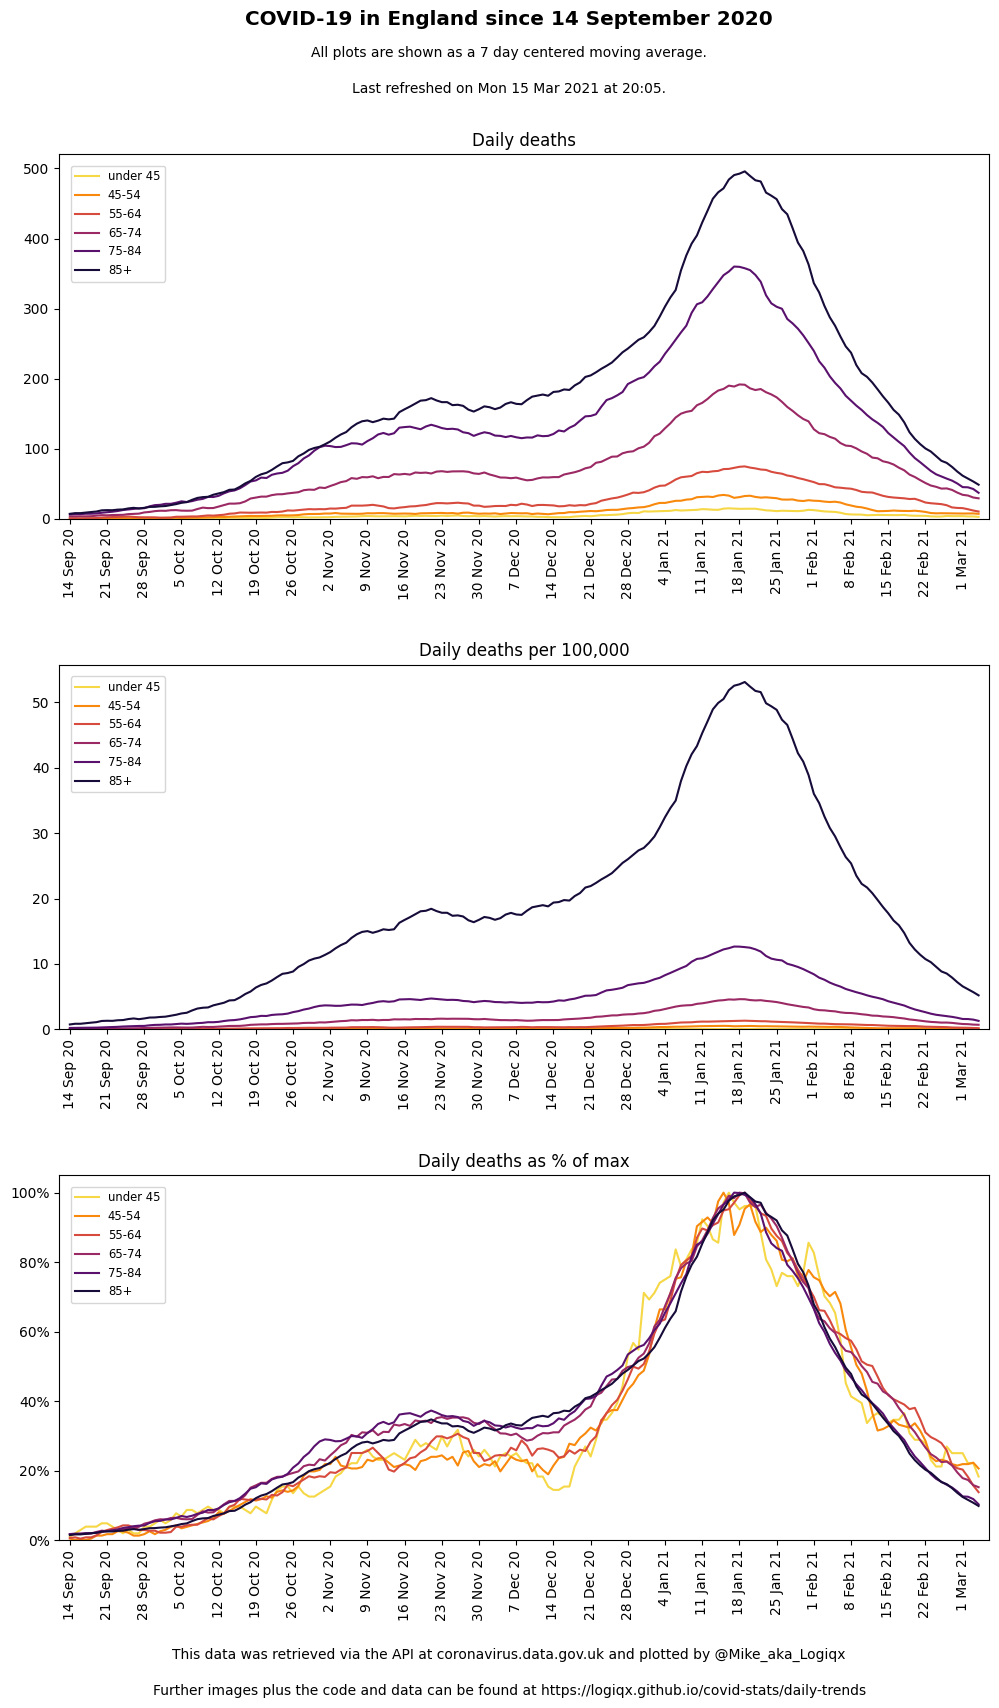 COVID-19 in England since 14 September 2020
All plots are shown as a 7 day centered moving average.
Last refreshed on Mon 15 Mar 2021 at 20:05.
Daily deaths
500
400
300
200
100
0
under 45
45-54
55-64
65-74
75-84
85+
14 Sep 20
21 Sep 20
28 Sep 20
5 Oct 20
12 Oct 20
19 Oct 20
26 Oct 20
2 Nov 20
9 Nov 20
16 Nov 20
23 Nov 20
30 Nov 20
7 Dec 20
14 Dec 20
21 Dec 20
28 Dec 20
4 Jan 21
11 Jan 21
18 Jan 21
25 Jan 21
1 Feb 21
8 Feb 21
15 Feb 21
22 Feb 21
1 Mar 21
Daily deaths per 100,000
50
40
30
20
10
0
under 45
45-54
55-64
65-74
75-84
85+
14 Sep 20
21 Sep 20
28 Sep 20
5 Oct 20
12 Oct 20
19 Oct 20
26 Oct 20
2 Nov 20
9 Nov 20
16 Nov 20
23 Nov 20
30 Nov 20
7 Dec 20
14 Dec 20
21 Dec 20
28 Dec 20
4 Jan 21
11 Jan 21
18 Jan 21
25 Jan 21
1 Feb 21
8 Feb 21
15 Feb 21
22 Feb 21
1 Mar 21
Daily deaths as % of max
100%
80%
60%
40%
20%
0%
under 45
45-54
55-64
65-74
75-84
85+
14 Sep 20
21 Sep 20
28 Sep 20
5 Oct 20
12 Oct 20
19 Oct 20
26 Oct 20
2 Nov 20
9 Nov 20
16 Nov 20
23 Nov 20
30 Nov 20
7 Dec 20
14 Dec 20
21 Dec 20
28 Dec 20
4 Jan 21
11 Jan 21
18 Jan 21
25 Jan 21
1 Feb 21
8 Feb 21
15 Feb 21
22 Feb 21
1 Mar 21
This data was retrieved via the API at coronavirus.data.gov.uk and plotted by @Mike_aka_Logiqx
Further images plus the code and data can be found at https://logiqx.github.io/covid-stats/daily-trends